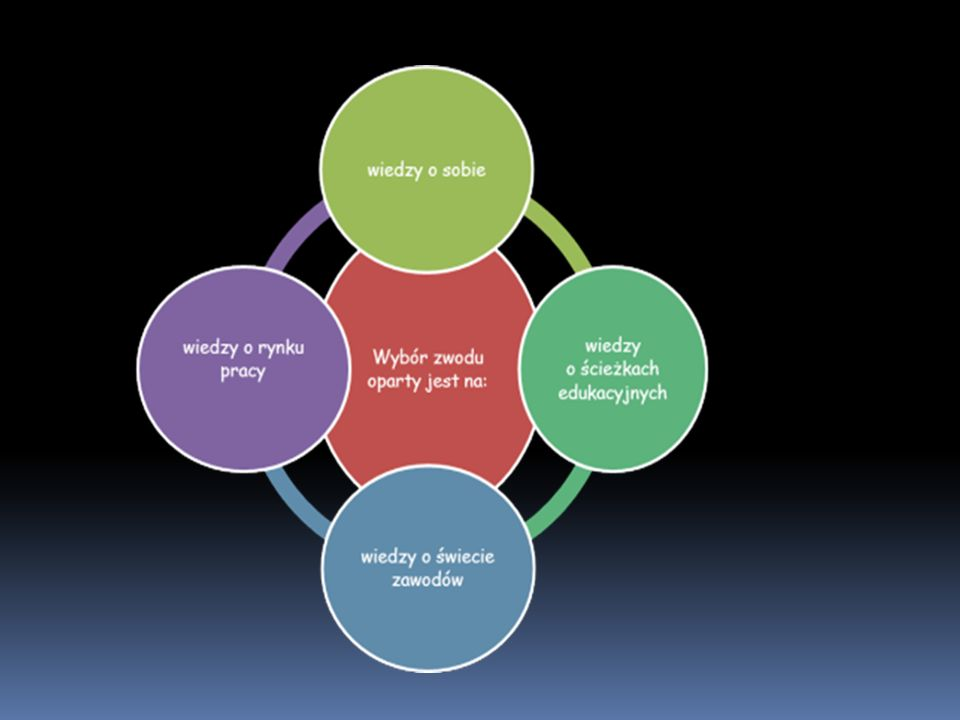 wiedzy o sobie
wiedzy o rynku
pracy
Wybór zwodu
oparty jest na:
wiedzy
o ścieżkach
edukacyjnych
wiedzy o świecie
zawodów